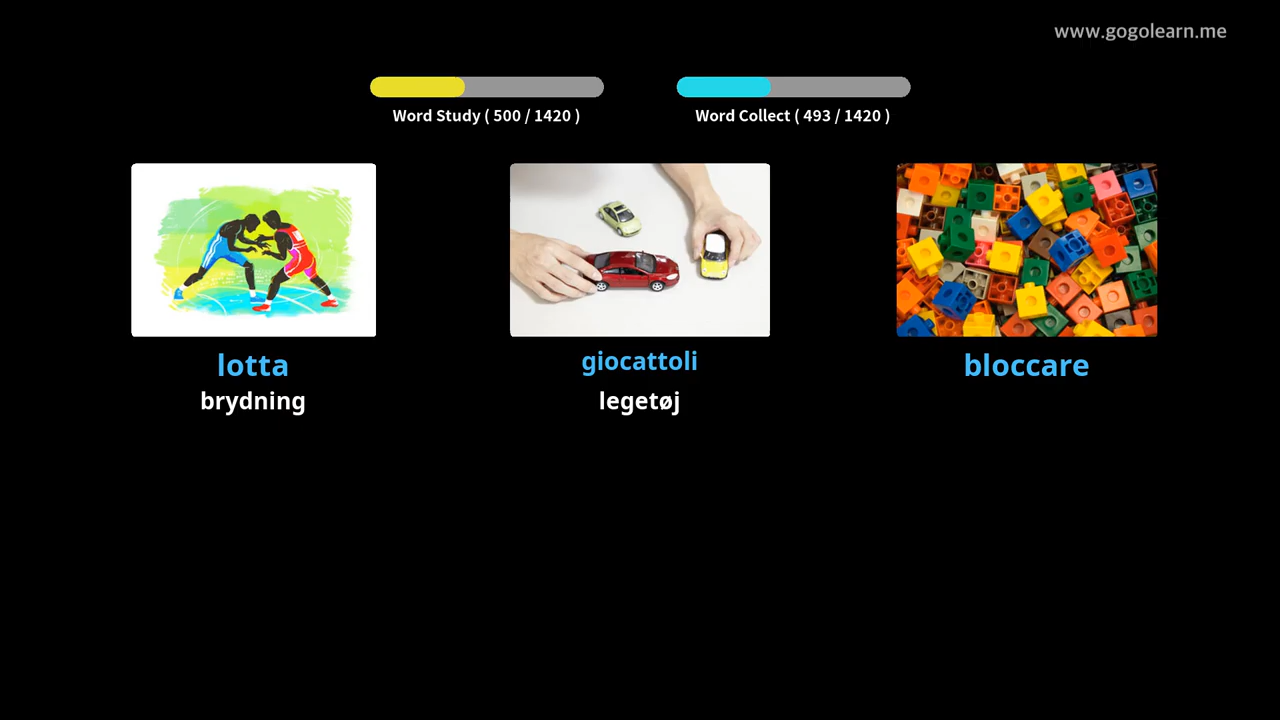 www.gogolearn.me
Word Study ( 500 / 1420 )
Word Collect ( 493 / 1420 )
lotta
brydning
giocattoli
legetøj
bloccare